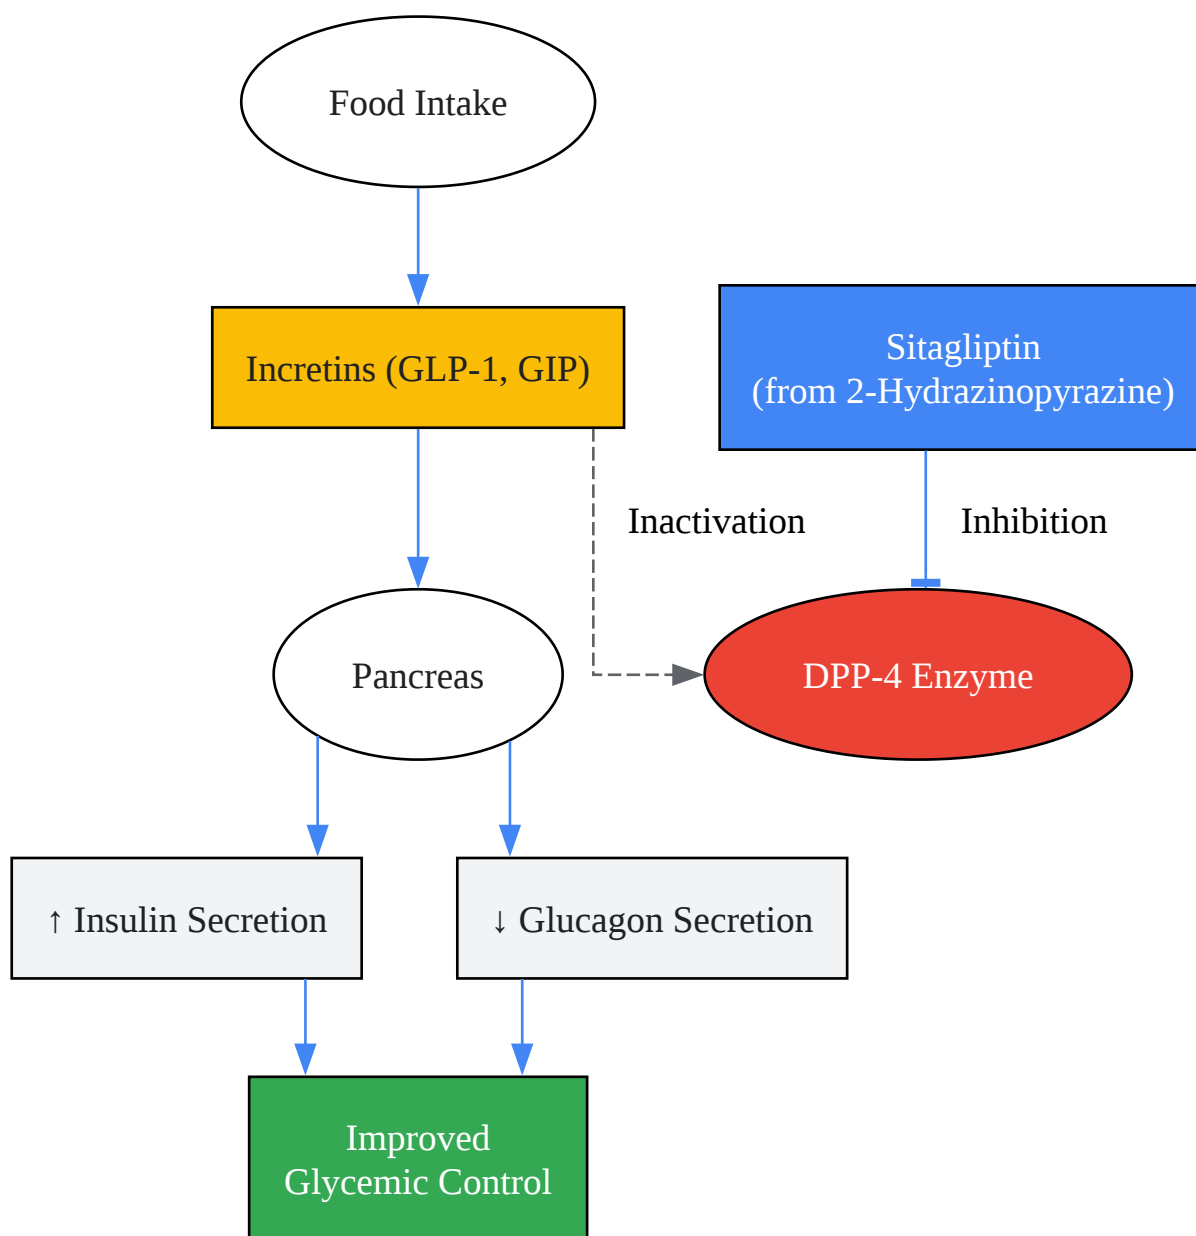 Food Intake
Incretins (GLP-1, GIP)
Sitagliptin
(from 2-Hydrazinopyrazine)
Inactivation
Inhibition
Pancreas
DPP-4 Enzyme
↑ Insulin Secretion
↓ Glucagon Secretion
Improved
Glycemic Control